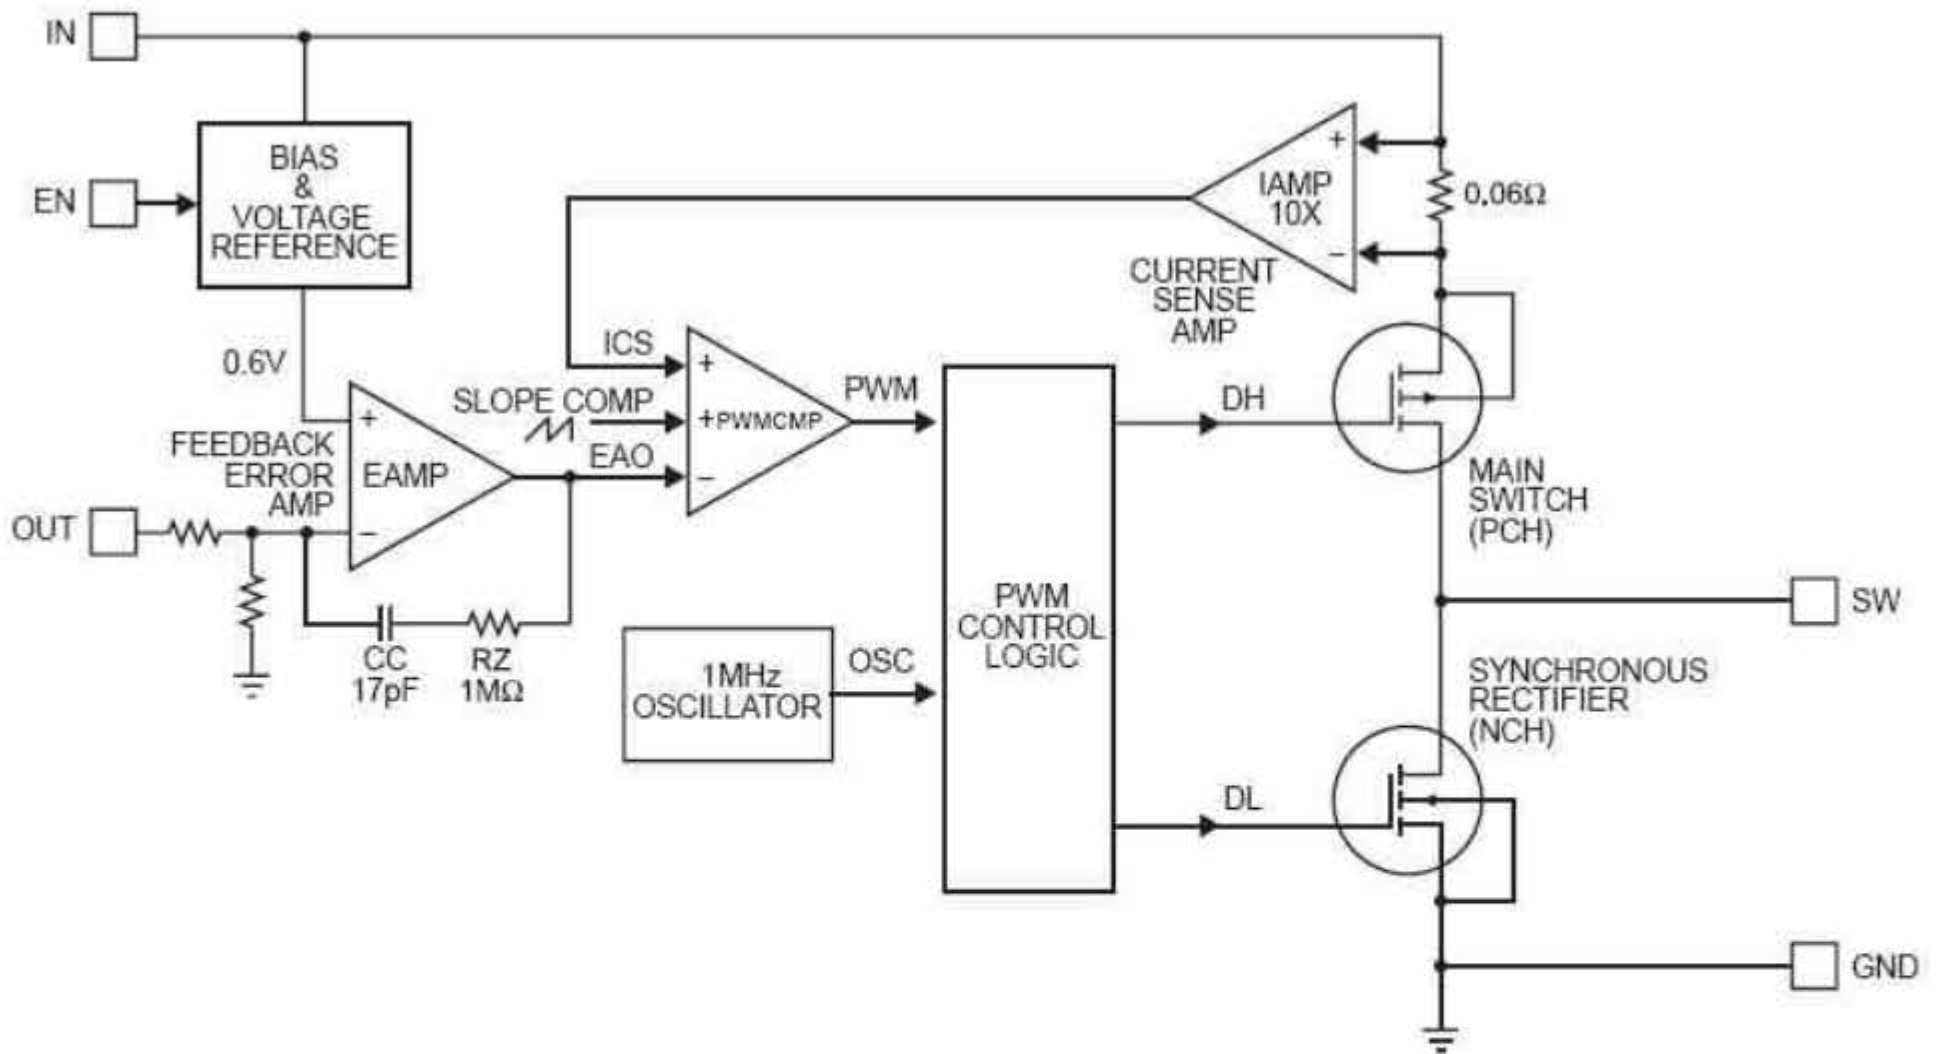 IN
BIAS
&
VOLTAGE
REFERENCE
EN
+
IAMP
10X
−
0.06Ω
CURRENT
SENSE
AMP
0.6V
ICS
+
SLOPE COMP
+PWMCMP
PWM
EAO
−
DH
FEEDBACK
ERROR
AMP
+
EAMP
−
OUT
MAIN
SWITCH
(PCH)
CC
17pF
RZ
1MΩ
1MHz
OSCILLATOR
OSC
PWM
CONTROL
LOGIC
SW
SYNCHRONOUS
RECTIFIER
(NCH)
DL
GND